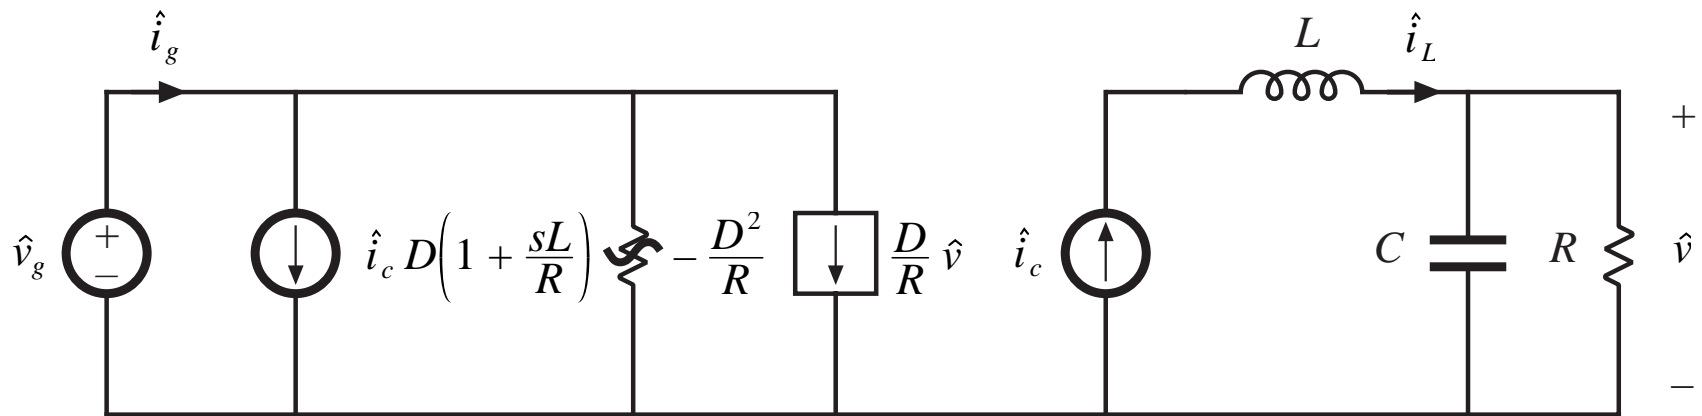 î_g
L
î_L
+
v̂_g
+
−
î_c D(1 + sL/R)
− D²/R
D/R v̂
î_c
C
R
v̂
−